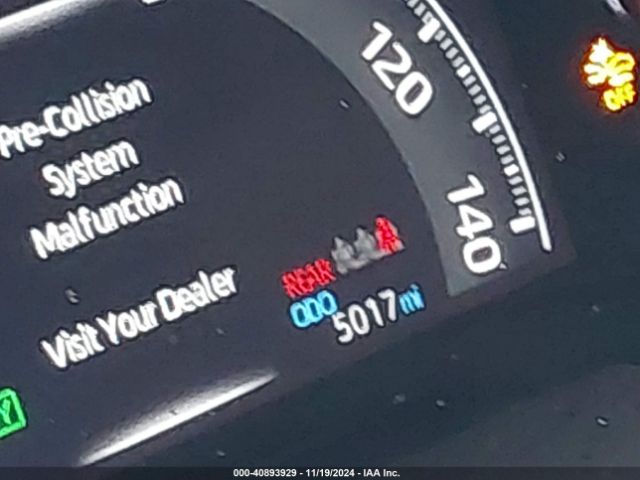 120
OFF
Pre-Collision
System
Malfunction
140
REAR
Visit Your Dealer
ODO
5017 mi
000-40893929 - 11/19/2024 - IAA Inc.